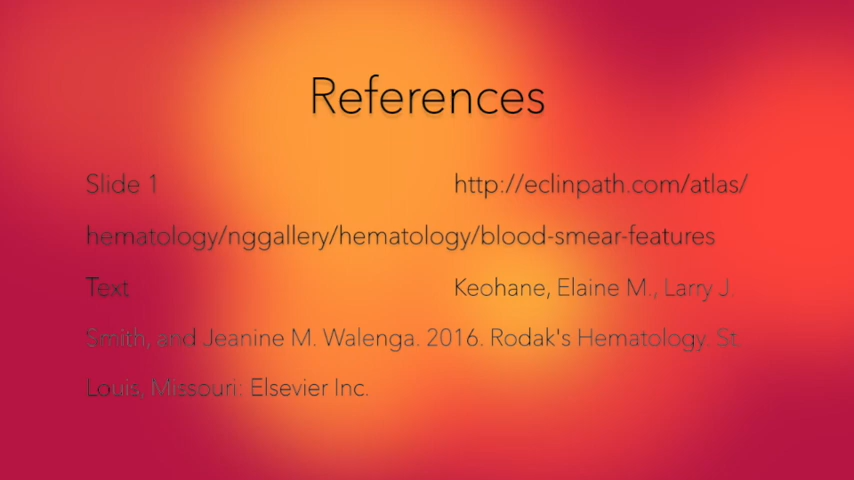 References
Slide 1 http://eclinpath.com/atlas/
hematology/nggallery/hematology/blood-smear-features
Text Keohane, Elaine M., Larry J.
Smith, and Jeanine M. Walenga. 2016. Rodak's Hematology. St.
Louis, Missouri: Elsevier Inc.